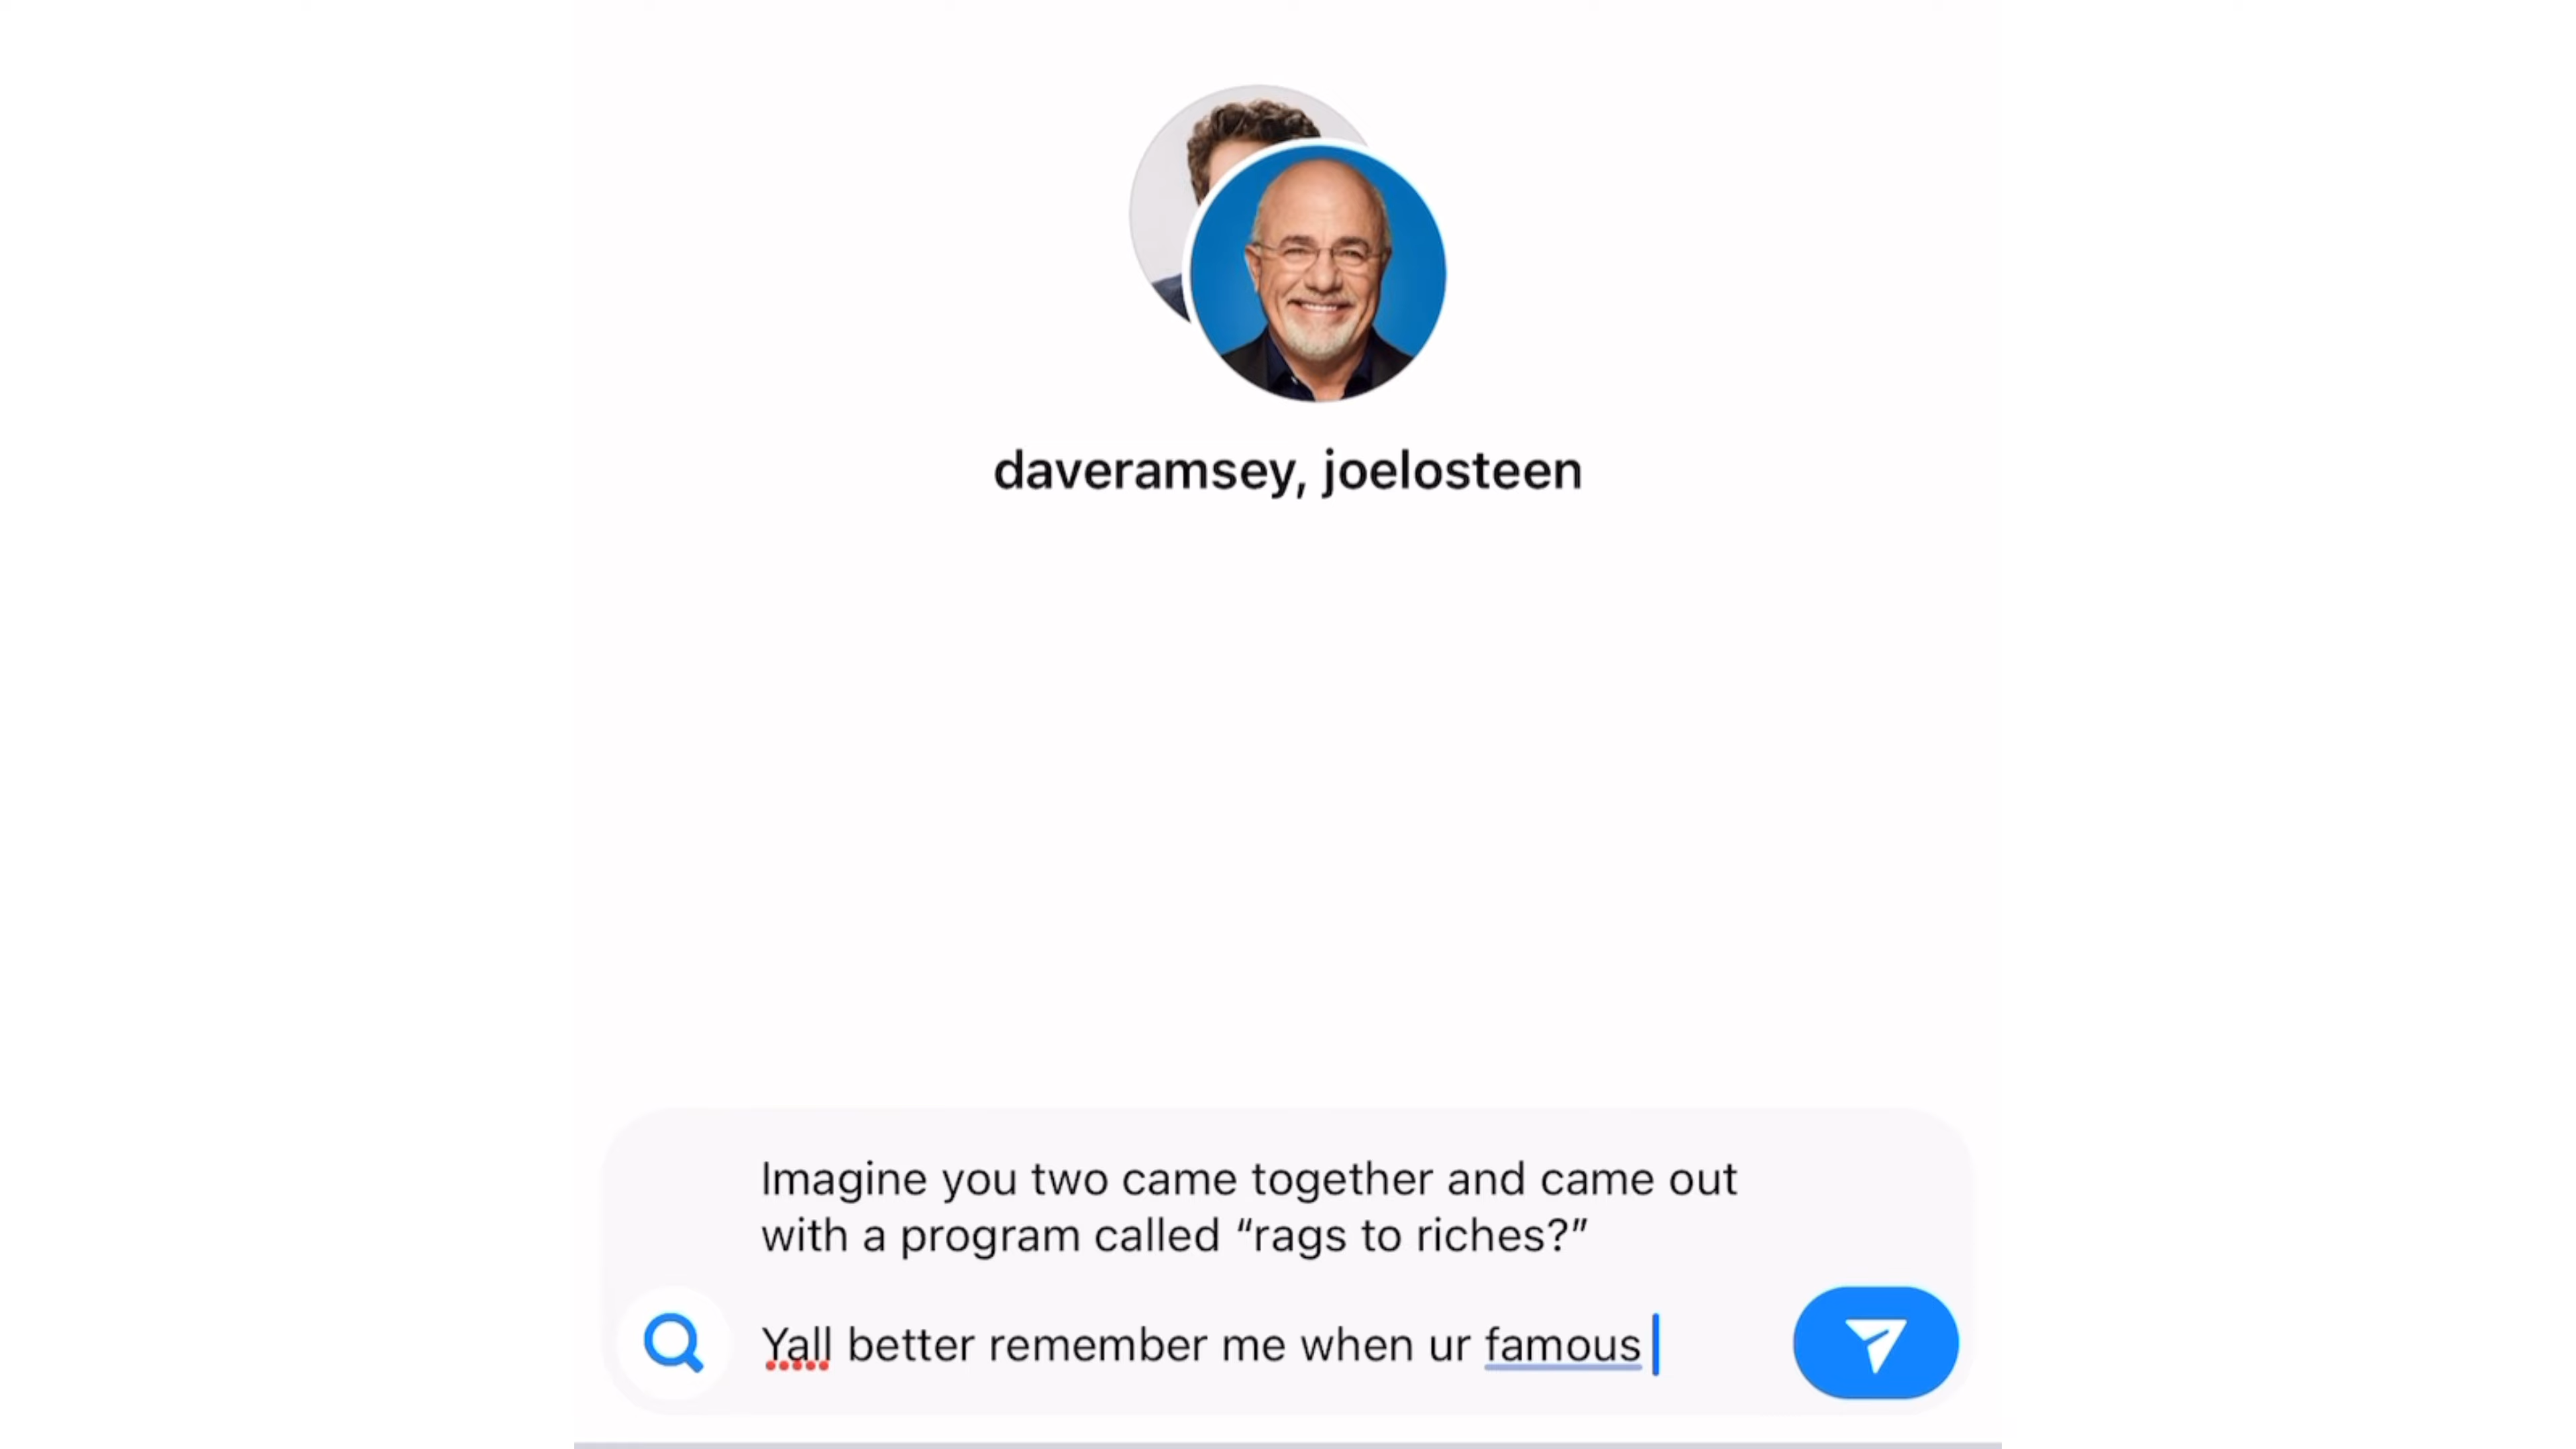 daveramsey, joelosteen
Imagine you two came together and came out
with a program called “rags to riches?”
Yall better remember me when ur famous